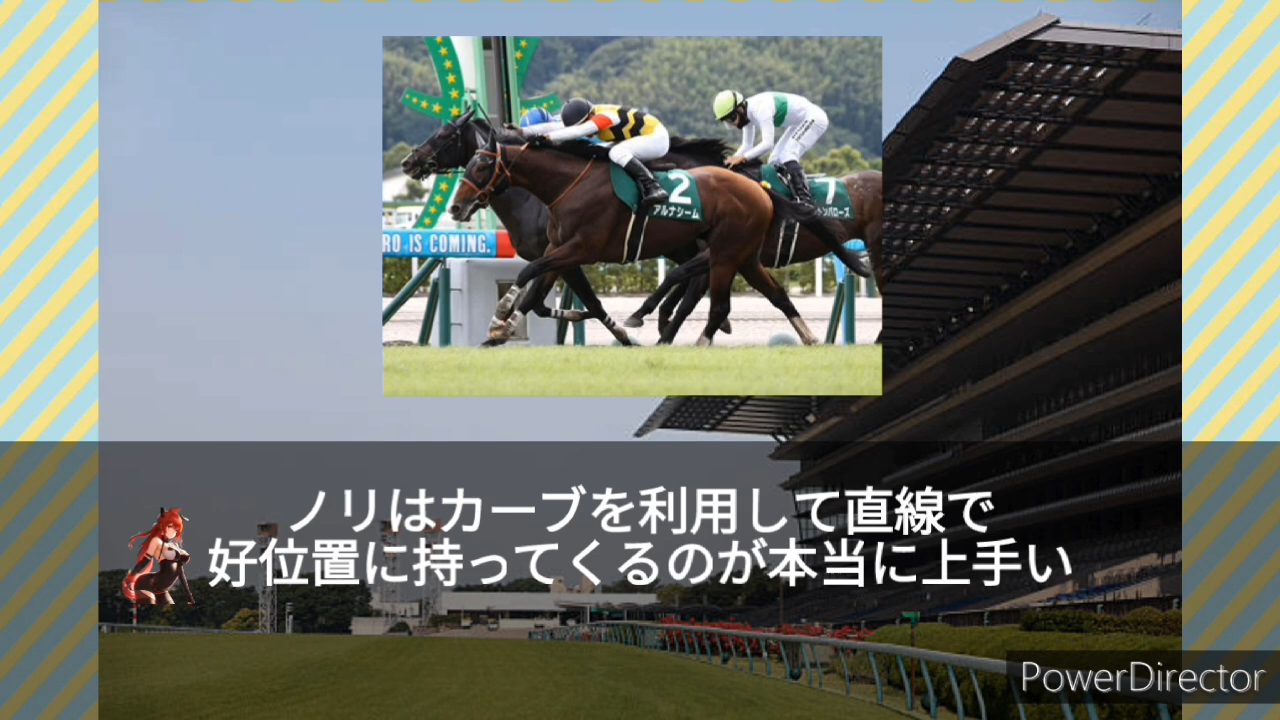 RO IS COMING.
2
アルナシーム
7
ノリはカーブを利用して直線で
好位置に持ってくるのが本当に上手い
PowerDirector